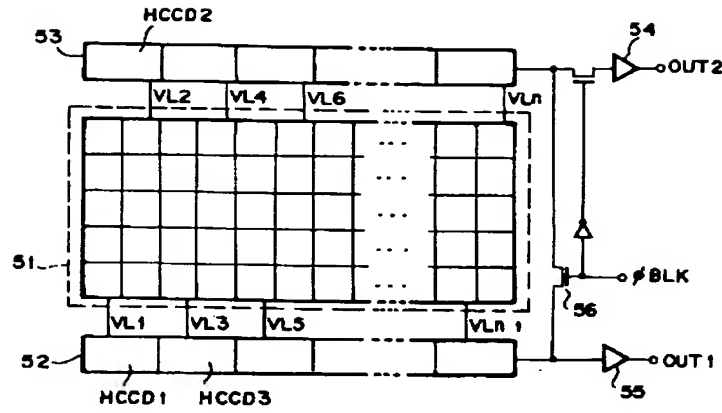 HCCD2
53
54
OUT2
VL2 VL4 VL6 VLn
51
φBLK
56
VL1 VL3 VL5 VLn-1
52
OUT1
55
HCCD1 HCCD3